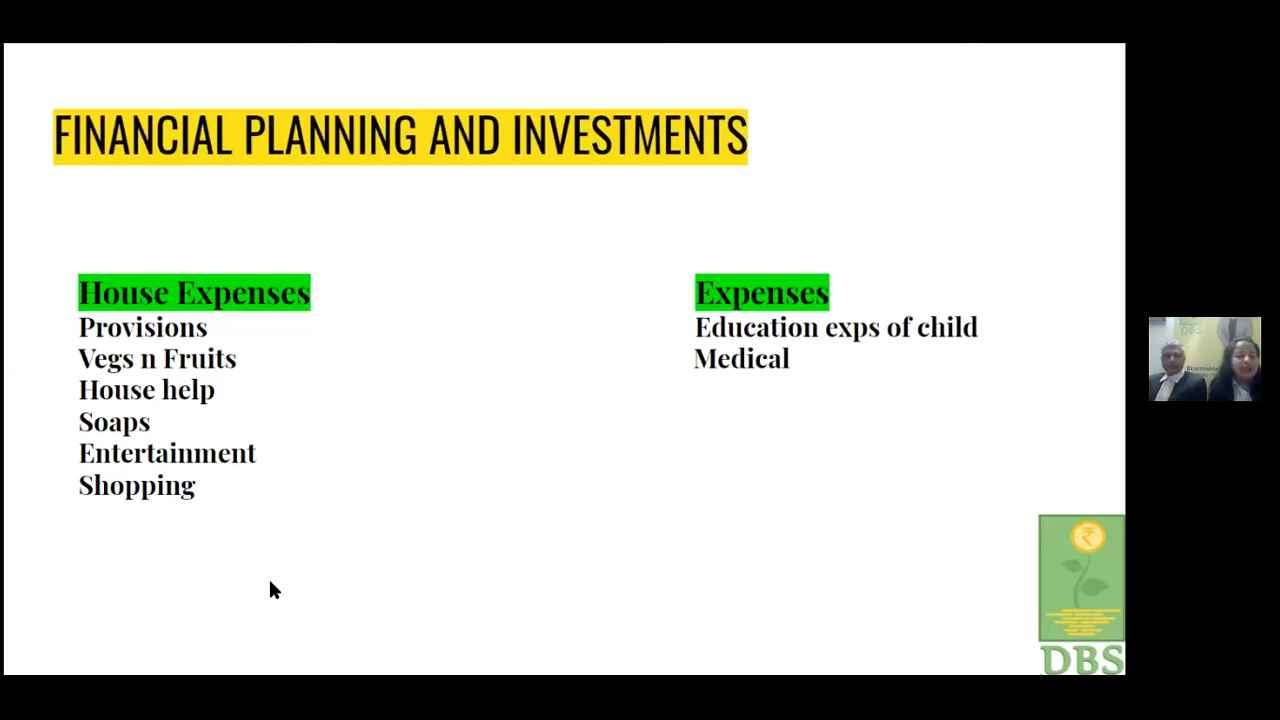 FINANCIAL PLANNING AND INVESTMENTS
House Expenses
Provisions
Vegs n Fruits
House help
Soaps
Entertainment
Shopping
Expenses
Education exps of child
Medical
₹
DBS